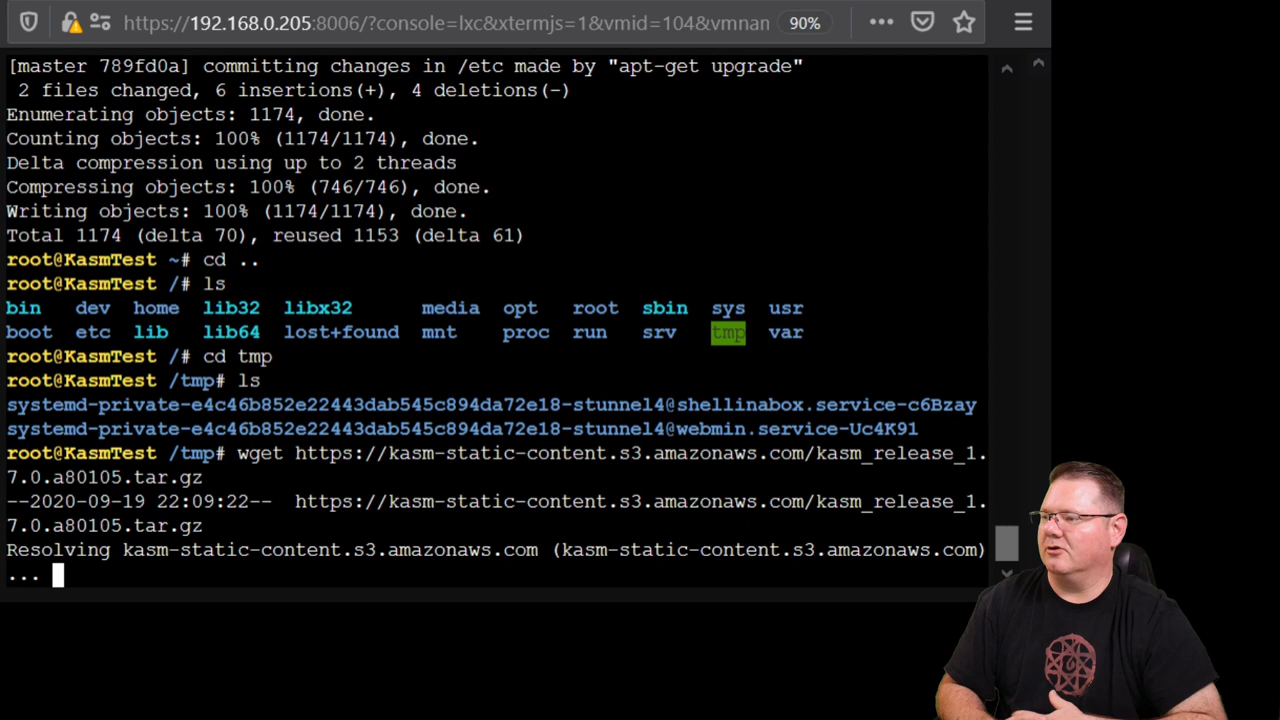 https://192.168.0.205:8006/?console=lxc&xtermjs=1&vmid=104&vmnan 90%
[master 789fd0a] committing changes in /etc made by "apt-get upgrade"
2 files changed, 6 insertions(+), 4 deletions(-)
Enumerating objects: 1174, done.
Counting objects: 100% (1174/1174), done.
Delta compression using up to 2 threads
Compressing objects: 100% (746/746), done.
Writing objects: 100% (1174/1174), done.
Total 1174 (delta 70), reused 1153 (delta 61)
root@KasmTest ~# cd ..
root@KasmTest /# ls
bin dev home lib32 libx32 media opt root sbin sys usr
boot etc lib lib64 lost+found mnt proc run srv tmp var
root@KasmTest /# cd tmp
root@KasmTest /tmp# ls
systemd-private-e4c46b852e22443dab545c894da72e18-stunnel4@shellinabox.service-c6Bzay
systemd-private-e4c46b852e22443dab545c894da72e18-stunnel4@webmin.service-Uc4K91
root@KasmTest /tmp# wget https://kasm-static-content.s3.amazonaws.com/kasm_release_1.
7.0.a80105.tar.gz
--2020-09-19 22:09:22-- https://kasm-static-content.s3.amazonaws.com/kasm_release_1.
7.0.a80105.tar.gz
Resolving kasm-static-content.s3.amazonaws.com (kasm-static-content.s3.amazonaws.com)
...